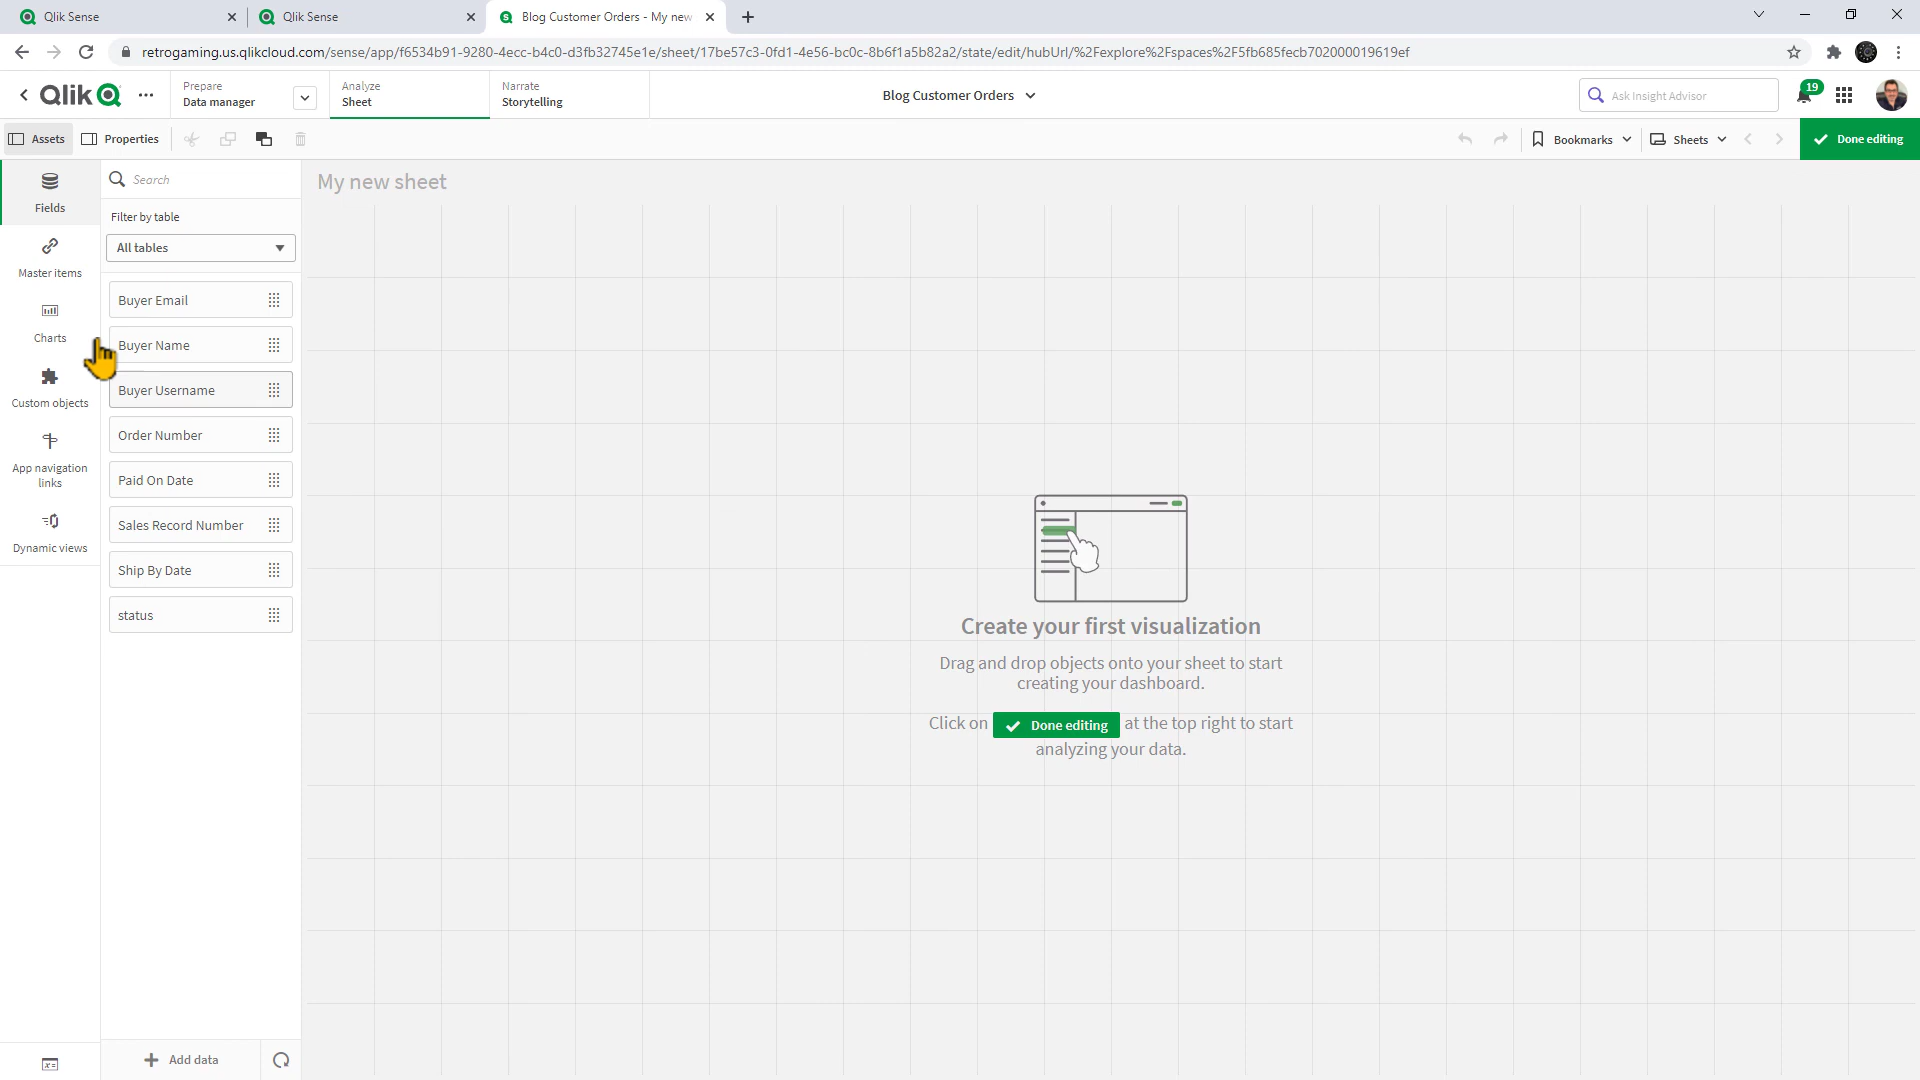 Qlik Sense
Qlik Sense
Blog Customer Orders - My new
retrogaming.us.qlikcloud.com/sense/app/f6534b91-9280-4ecc-b4c0-d3fb32745e1e/sheet/17be57c3-0fd1-4e56-bc0c-8b6f1a5b82a2/state/edit/hubUrl/%2Fexplore%2Fspaces%2F5fb685fecb702000019619ef
Qlik
Prepare
Data manager
Analyze
Sheet
Narrate
Storytelling
Blog Customer Orders
Ask Insight Advisor
19
Assets
Properties
Bookmarks
Sheets
Done editing
Fields
Master items
Charts
Custom objects
App navigation
links
Dynamic views
Search
Filter by table
All tables
Buyer Email
Buyer Name
Buyer Username
Order Number
Paid On Date
Sales Record Number
Ship By Date
status
Add data
My new sheet
Create your first visualization
Drag and drop objects onto your sheet to start
creating your dashboard.
Click on Done editing at the top right to start
analyzing your data.